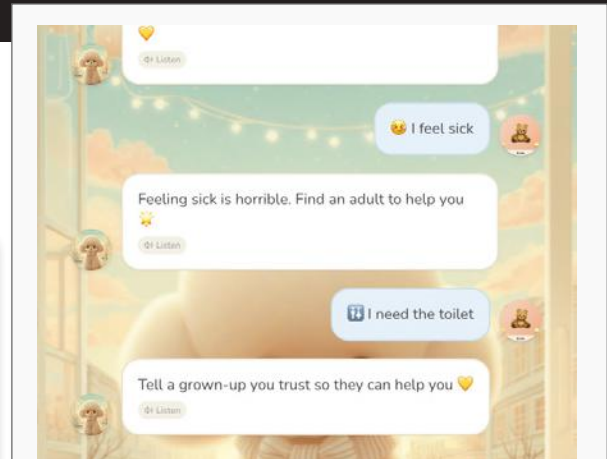 💛
Listen
🤒 I feel sick
Feeling sick is horrible. Find an adult to help you
🌟
Listen
🚻 I need the toilet
Tell a grown-up you trust so they can help you 💛
Listen